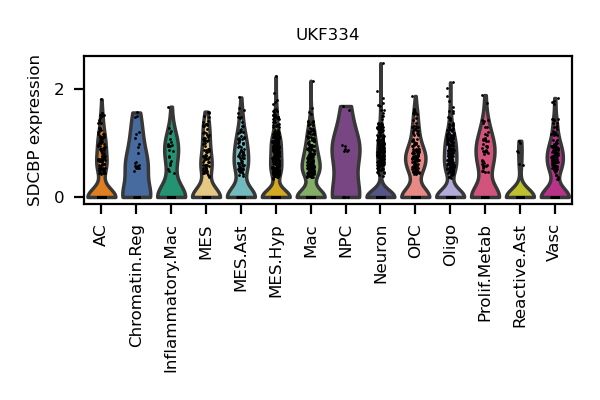 UKF334
SDCBP expression
2
0
AC
Chromatin.Reg
Inflammatory.Mac
MES
MES.Ast
MES.Hyp
Mac
NPC
Neuron
OPC
Oligo
Prolif.Metab
Reactive.Ast
Vasc